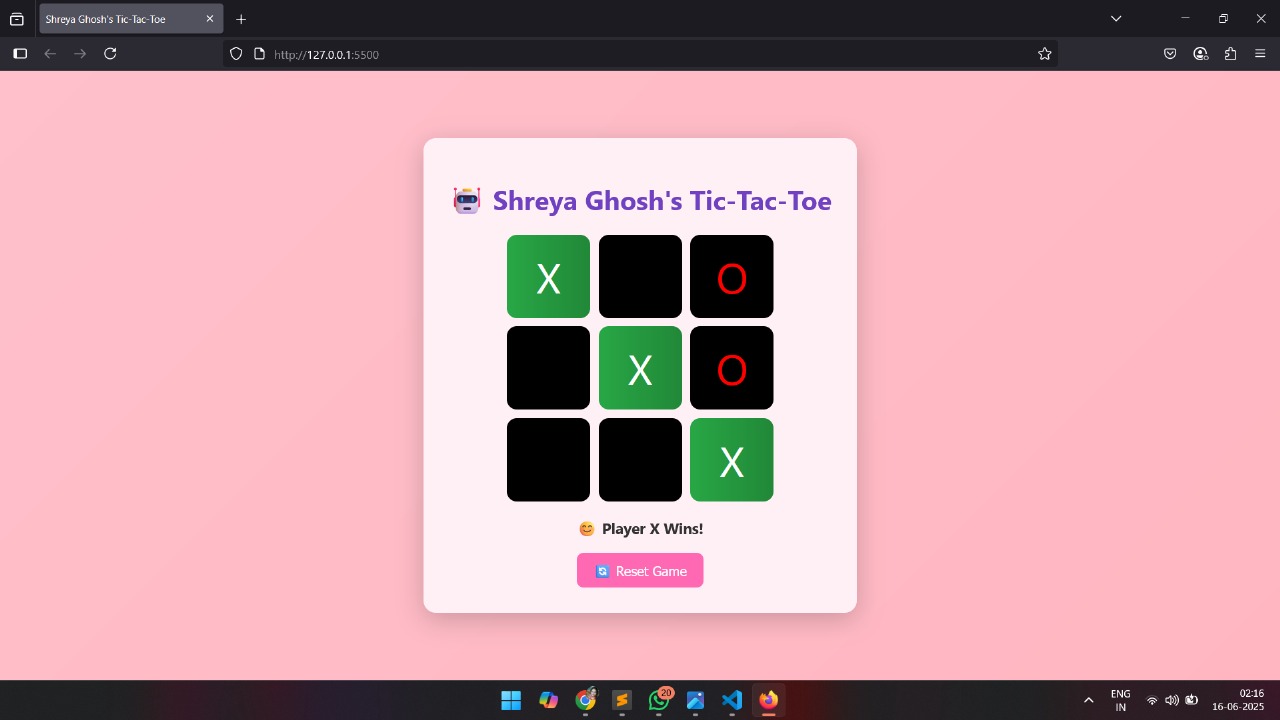 Shreya Ghosh's Tic-Tac-Toe
http://127.0.0.1:5500
Shreya Ghosh's Tic-Tac-Toe
X O
X O
X
Player X Wins!
Reset Game
20
ENG
IN
02:16
16-06-2025